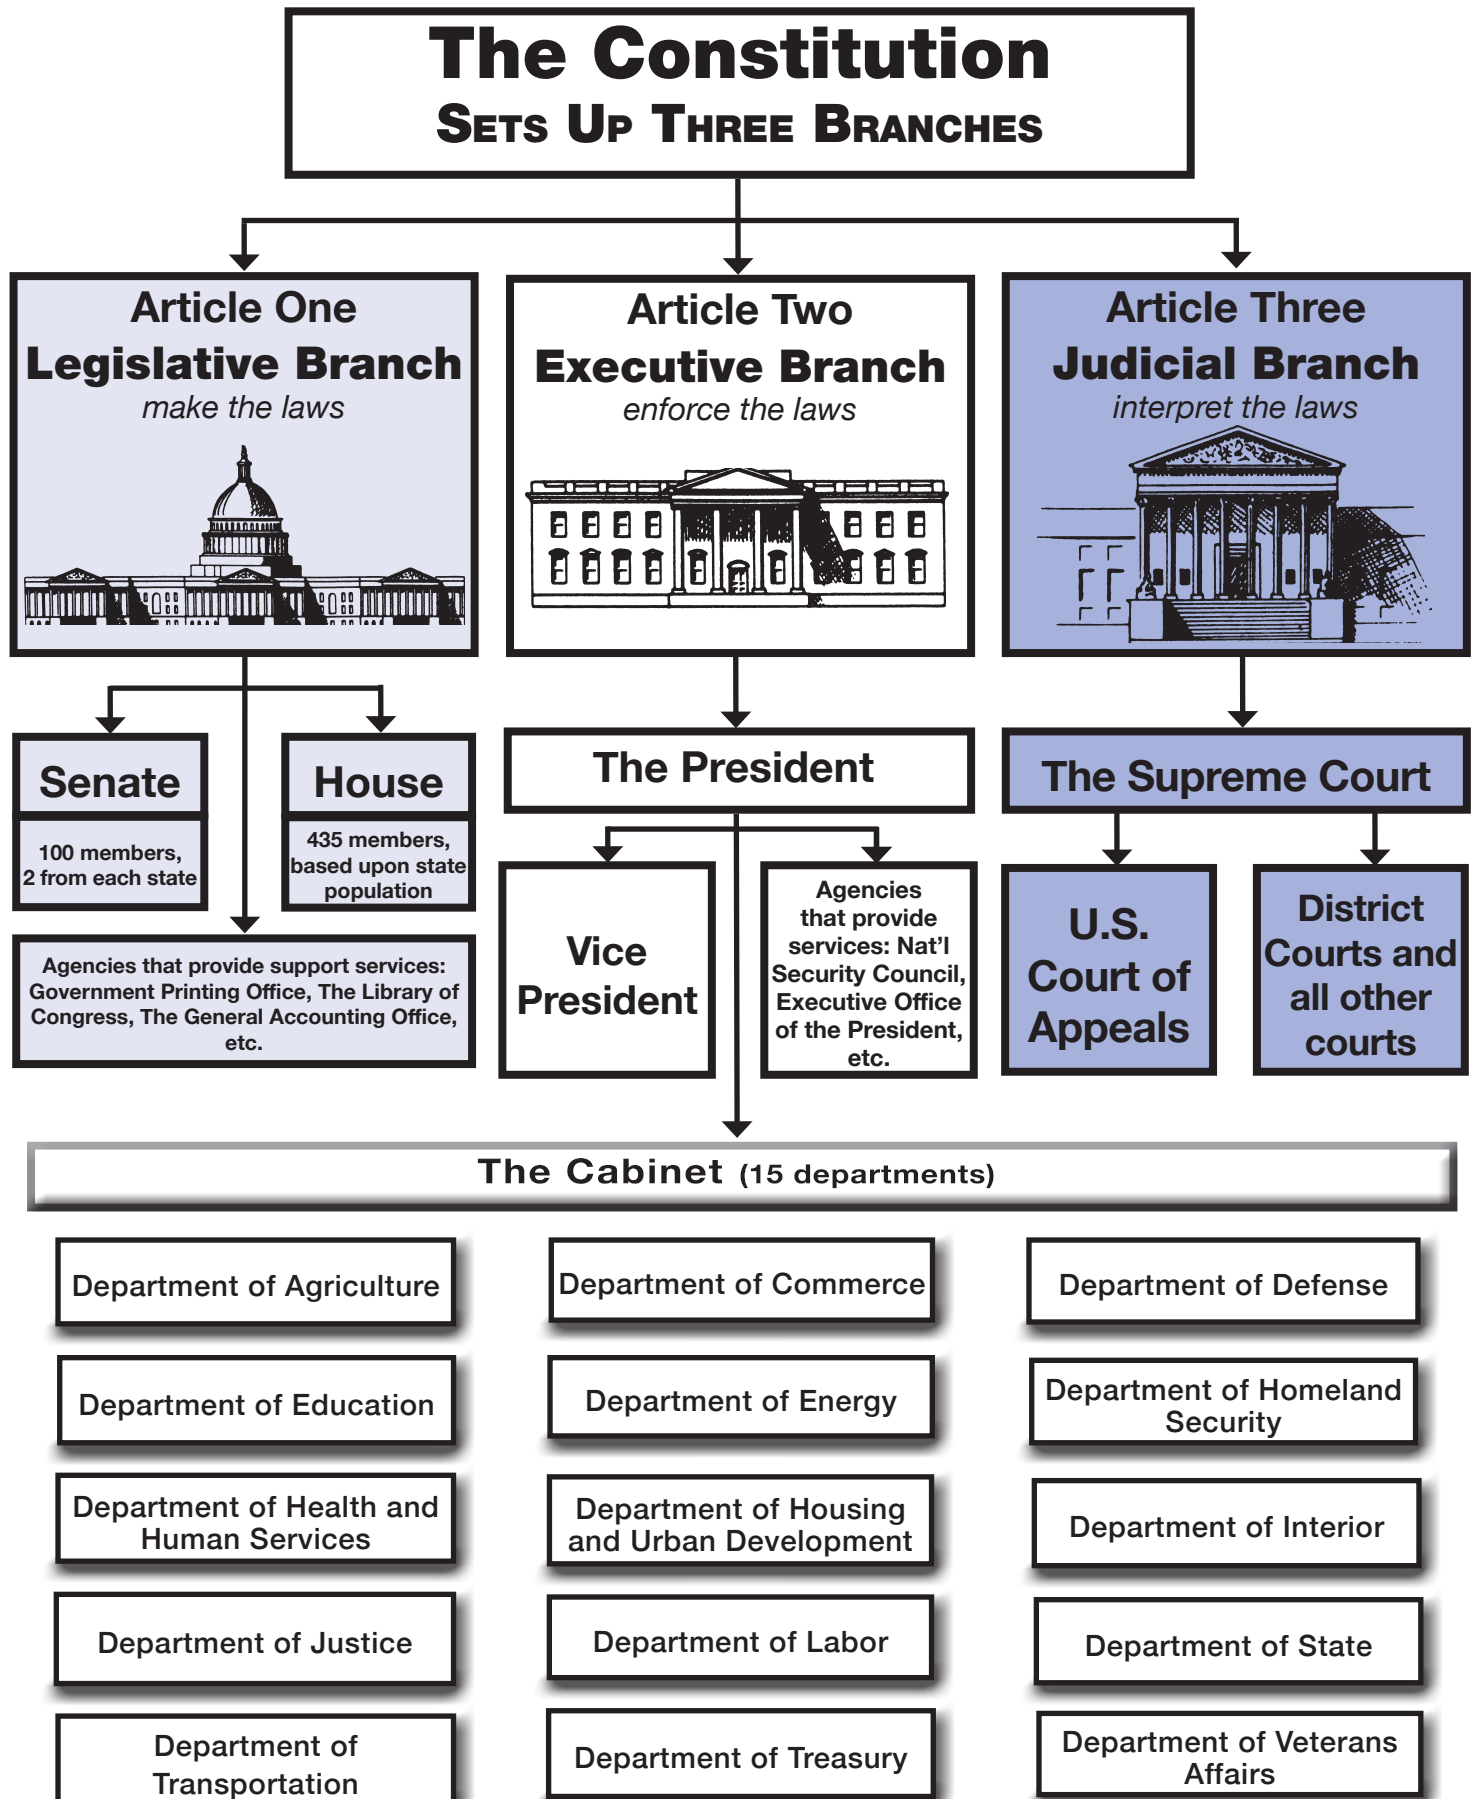 The Constitution
Sets Up Three Branches
Article One
Legislative Branch
make the laws
Article Two
Executive Branch
enforce the laws
Article Three
Judicial Branch
interpret the laws
Senate
100 members,
2 from each state
House
435 members,
based upon state
population
Agencies that provide support services:
Government Printing Office, The Library of
Congress, The General Accounting Office,
etc.
The President
Vice
President
Agencies
that provide
services: Nat'l
Security Council,
Executive Office
of the President,
etc.
The Supreme Court
U.S.
Court of
Appeals
District
Courts and
all other
courts
The Cabinet (15 departments)
Department of Agriculture
Department of Commerce
Department of Defense
Department of Education
Department of Energy
Department of Homeland
Security
Department of Health and
Human Services
Department of Housing
and Urban Development
Department of Interior
Department of Justice
Department of Labor
Department of State
Department of
Transportation
Department of Treasury
Department of Veterans
Affairs